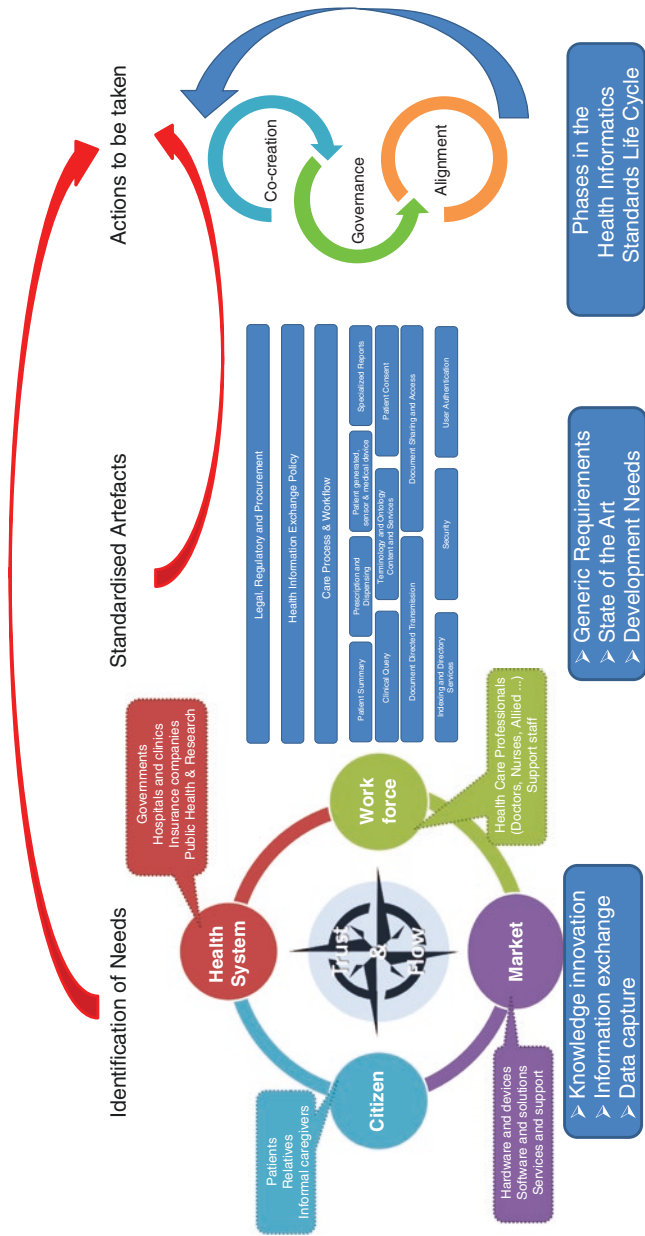 Identification of Needs
Standardised Artefacts
Actions to be taken
Governments
Hospitals and clinics
Insurance companies
Public Health & Research
Health
System
Patients
Relatives
Informal caregivers
Citizen
Trust
&
Flow
Work
force
Health Care Professionals
(Doctors, Nurses, Allied ...)
Support staff
Market
Hardware and devices
Software and solutions
Services and support
Legal, Regulatory and Procurement
Health Information Exchange Policy
Care Process & Workflow
Patient Summary
Prescription and
Dispensing
Patient generated,
sensor & medical device
Specialized Reports
Clinical Query
Terminology and Ontology
Content and Services
Patient Consent
Document Directed Transmission
Document Sharing and Access
Indexing and Directory
Services
Security
User Authentication
Co-creation
Governance
Alignment
➢ Knowledge innovation
➢ Information exchange
➢ Data capture
➢ Generic Requirements
➢ State of the Art
➢ Development Needs
Phases in the
Health Informatics
Standards Life Cycle